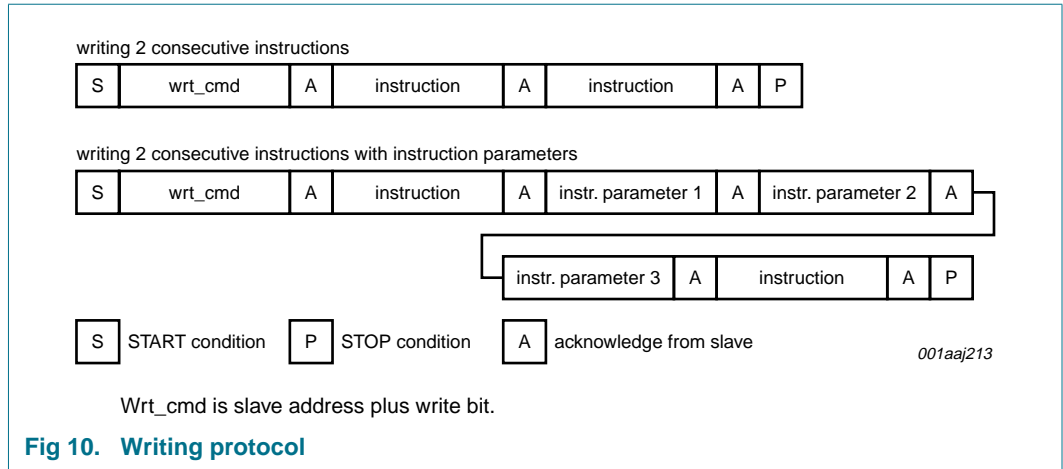 writing 2 consecutive instructions
S wrt_cmd A instruction A instruction A P
writing 2 consecutive instructions with instruction parameters
S wrt_cmd A instruction A instr. parameter 1 A instr. parameter 2 A
instr. parameter 3 A instruction A P
S START condition P STOP condition A acknowledge from slave
001aaj213
Wrt_cmd is slave address plus write bit.
Fig 10. Writing protocol